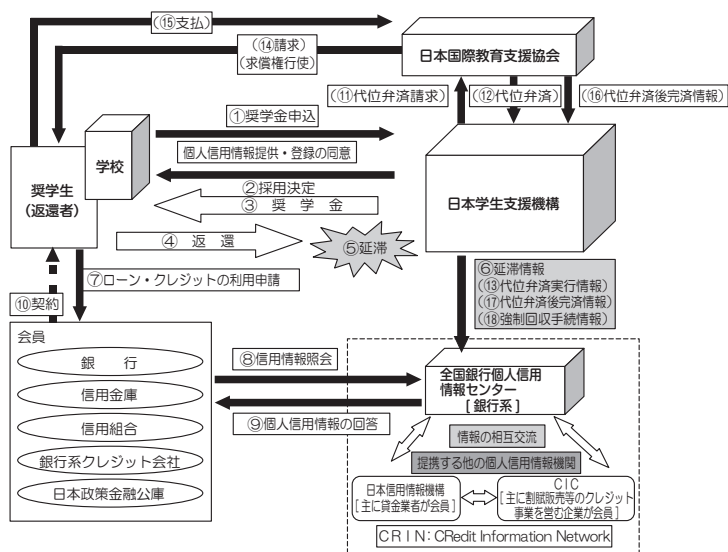 (⑮支払)
(⑭請求)
(求償権行使)
日本国際教育支援協会
(⑪代位弁済請求)
(⑫代位弁済)
(⑯代位弁済後完済情報)
①奨学金申込
個人信用情報提供・登録の同意
学校
奨学生
(返還者)
②採用決定
③ 奨 学 金
日本学生支援機構
④ 返 還
⑤延滞
⑥延滞情報
(⑬代位弁済実行情報)
(⑰代位弁済後完済情報)
(⑱強制回収手続情報)
⑦ローン・クレジットの利用申請
⑩契約
会員
銀 行
信用金庫
信用組合
銀行系クレジット会社
日本政策金融公庫
⑧信用情報照会
⑨個人信用情報の回答
全国銀行個人信用
情報センター
[銀行系]
情報の相互交流
提携する他の個人信用情報機関
日本信用情報機構
[主に貸金業者が会員]
CIC
[主に割賦販売等のクレジット
事業を営む企業が会員]
CRIN：CRedit Information Network